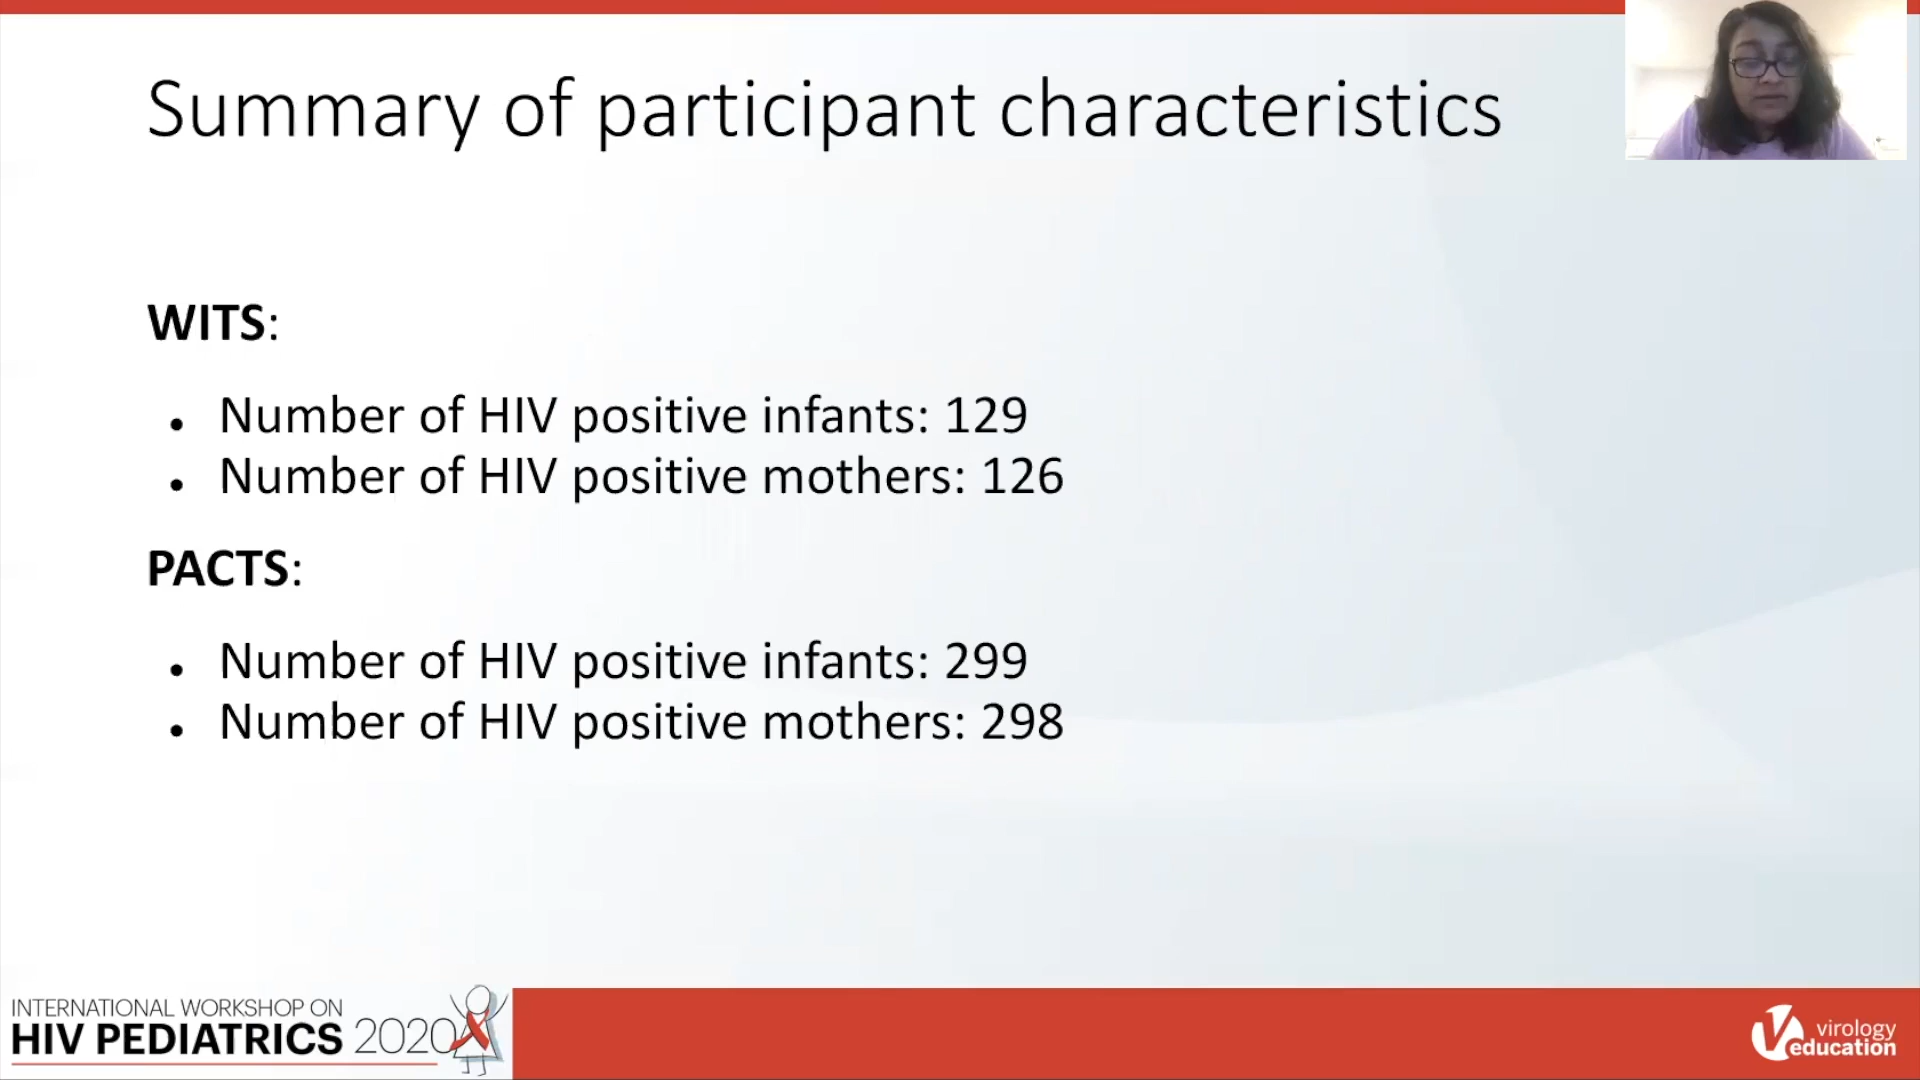 Summary of participant characteristics
WITS:
• Number of HIV positive infants: 129
• Number of HIV positive mothers: 126
PACTS:
• Number of HIV positive infants: 299
• Number of HIV positive mothers: 298
INTERNATIONAL WORKSHOP ON
HIV PEDIATRICS 2020
virology
education